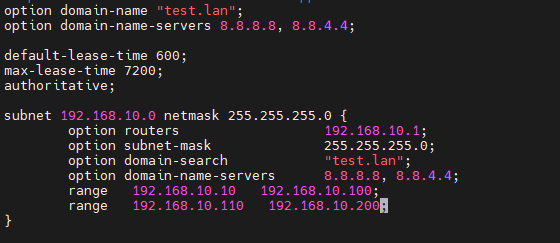 option domain-name "test.lan";
option domain-name-servers 8.8.8.8, 8.8.4.4;
default-lease-time 600;
max-lease-time 7200;
authoritative;
subnet 192.168.10.0 netmask 255.255.255.0 {
option routers 192.168.10.1;
option subnet-mask 255.255.255.0;
option domain-search "test.lan";
option domain-name-servers 8.8.8.8, 8.8.4.4;
range 192.168.10.10 192.168.10.100;
range 192.168.10.110 192.168.10.200;
}